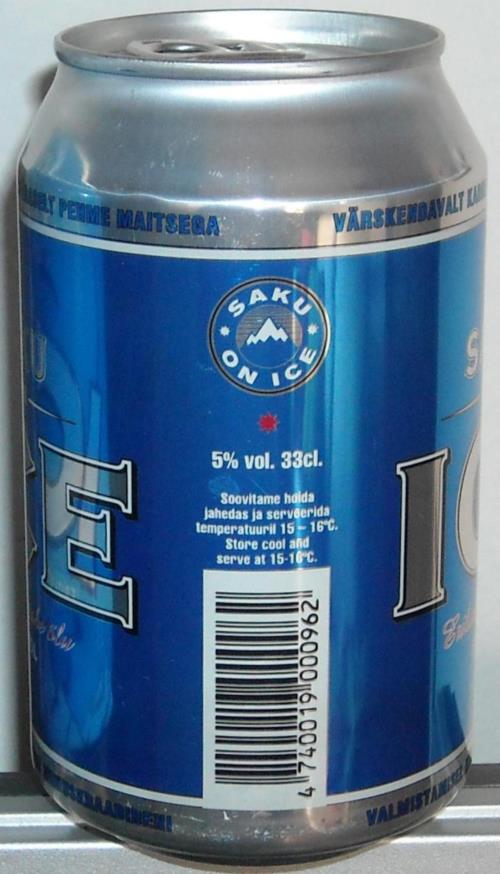 PEHME MAITSEGA
VÄRSKENDAVALT
SAKU
ON ICE
5% vol. 33cl.
Soovitame hoida
jahedas ja serveerida
temperatuuril 15 – 16°C.
Store cool and
serve at 15-16°C.
4 740019 000962